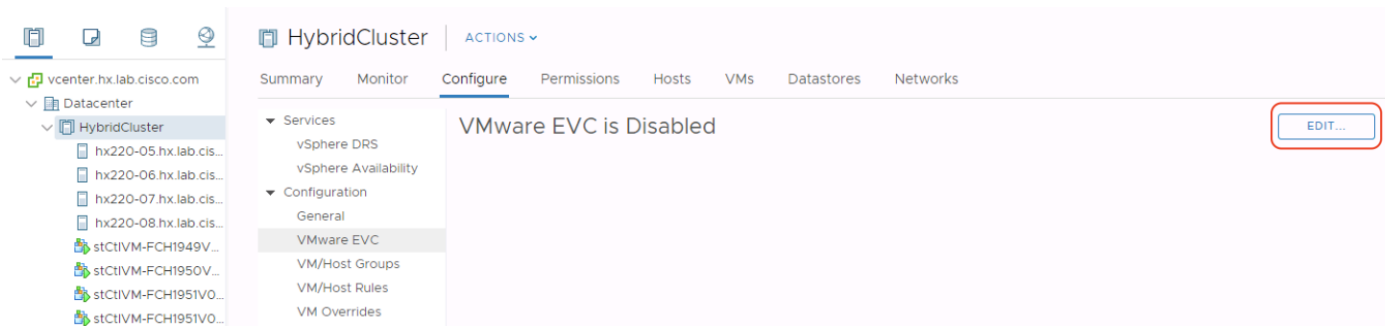 HybridCluster
ACTIONS
vcenter.hx.lab.cisco.com
Datacenter
HybridCluster
hx220-05.hx.lab.cis...
hx220-06.hx.lab.cis...
hx220-07.hx.lab.cis...
hx220-08.hx.lab.cis...
stCtlVM-FCH1949V...
stCtlVM-FCH1950V...
stCtlVM-FCH1951V0...
stCtlVM-FCH1951V0...
Summary Monitor Configure Permissions Hosts VMs Datastores Networks
Services
vSphere DRS
vSphere Availability
Configuration
General
VMware EVC
VM/Host Groups
VM/Host Rules
VM Overrides
VMware EVC is Disabled
EDIT...